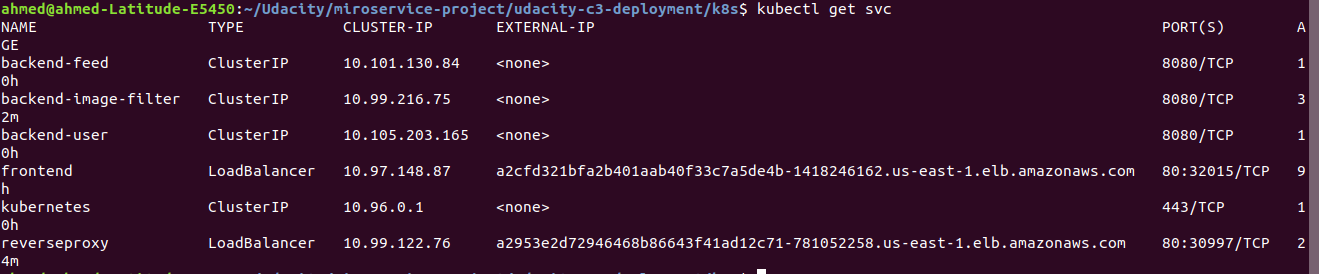 ahmed@ahmed-Latitude-E5450:~/Udacity/miroservice-project/udacity-c3-deployment/k8s$ kubectl get svc
NAME TYPE CLUSTER-IP EXTERNAL-IP PORT(S) A
GE
backend-feed ClusterIP 10.101.130.84 <none> 8080/TCP 1
0h
backend-image-filter ClusterIP 10.99.216.75 <none> 8080/TCP 3
2m
backend-user ClusterIP 10.105.203.165 <none> 8080/TCP 1
0h
frontend LoadBalancer 10.97.148.87 a2cfd321bfa2b401aab40f33c7a5de4b-1418246162.us-east-1.elb.amazonaws.com 80:32015/TCP 9
h
kubernetes ClusterIP 10.96.0.1 <none> 443/TCP 1
0h
reverseproxy LoadBalancer 10.99.122.76 a2953e2d72946468b86643f41ad12c71-781052258.us-east-1.elb.amazonaws.com 80:30997/TCP 2
4m